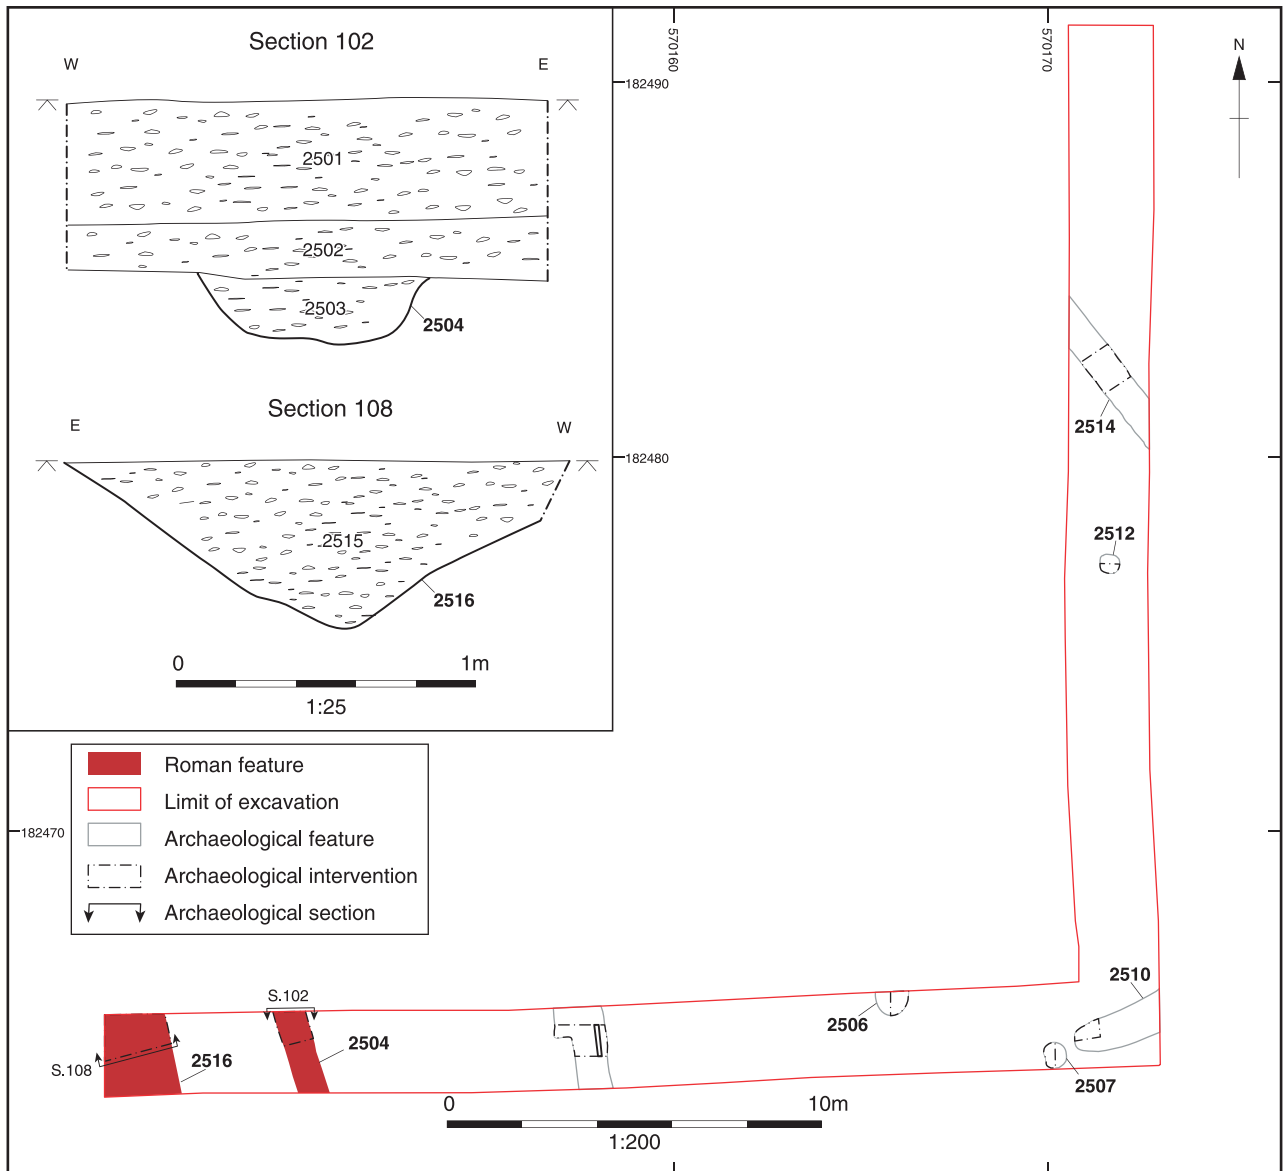 Section 102
W
E
2501
2502
2503
2504
Section 108
E
W
2515
2516
0
1m
1:25
Roman feature
Limit of excavation
Archaeological feature
Archaeological intervention
Archaeological section
570160
570170
182490
182480
182470
N
2514
2512
2510
2506
2507
S.102
2504
2516
S.108
0
10m
1:200